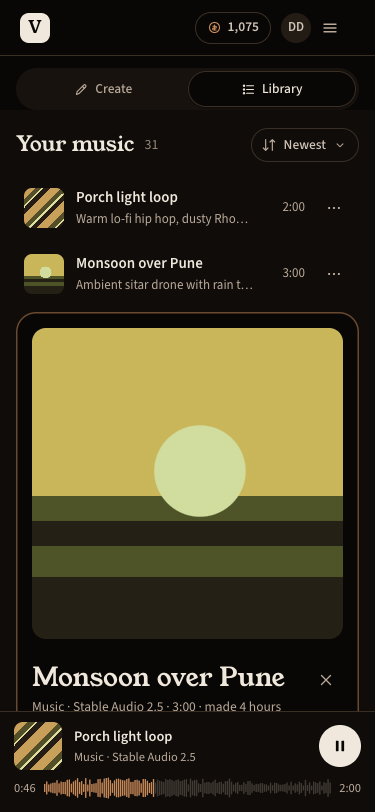 V
1,075
DD
Create
Library
Your music 31
Newest
Porch light loop
Warm lo-fi hip hop, dusty Rho…
2:00
Monsoon over Pune
Ambient sitar drone with rain t…
3:00
Monsoon over Pune
Music · Stable Audio 2.5 · 3:00 · made 4 hours
Porch light loop
Music · Stable Audio 2.5
0:46
2:00